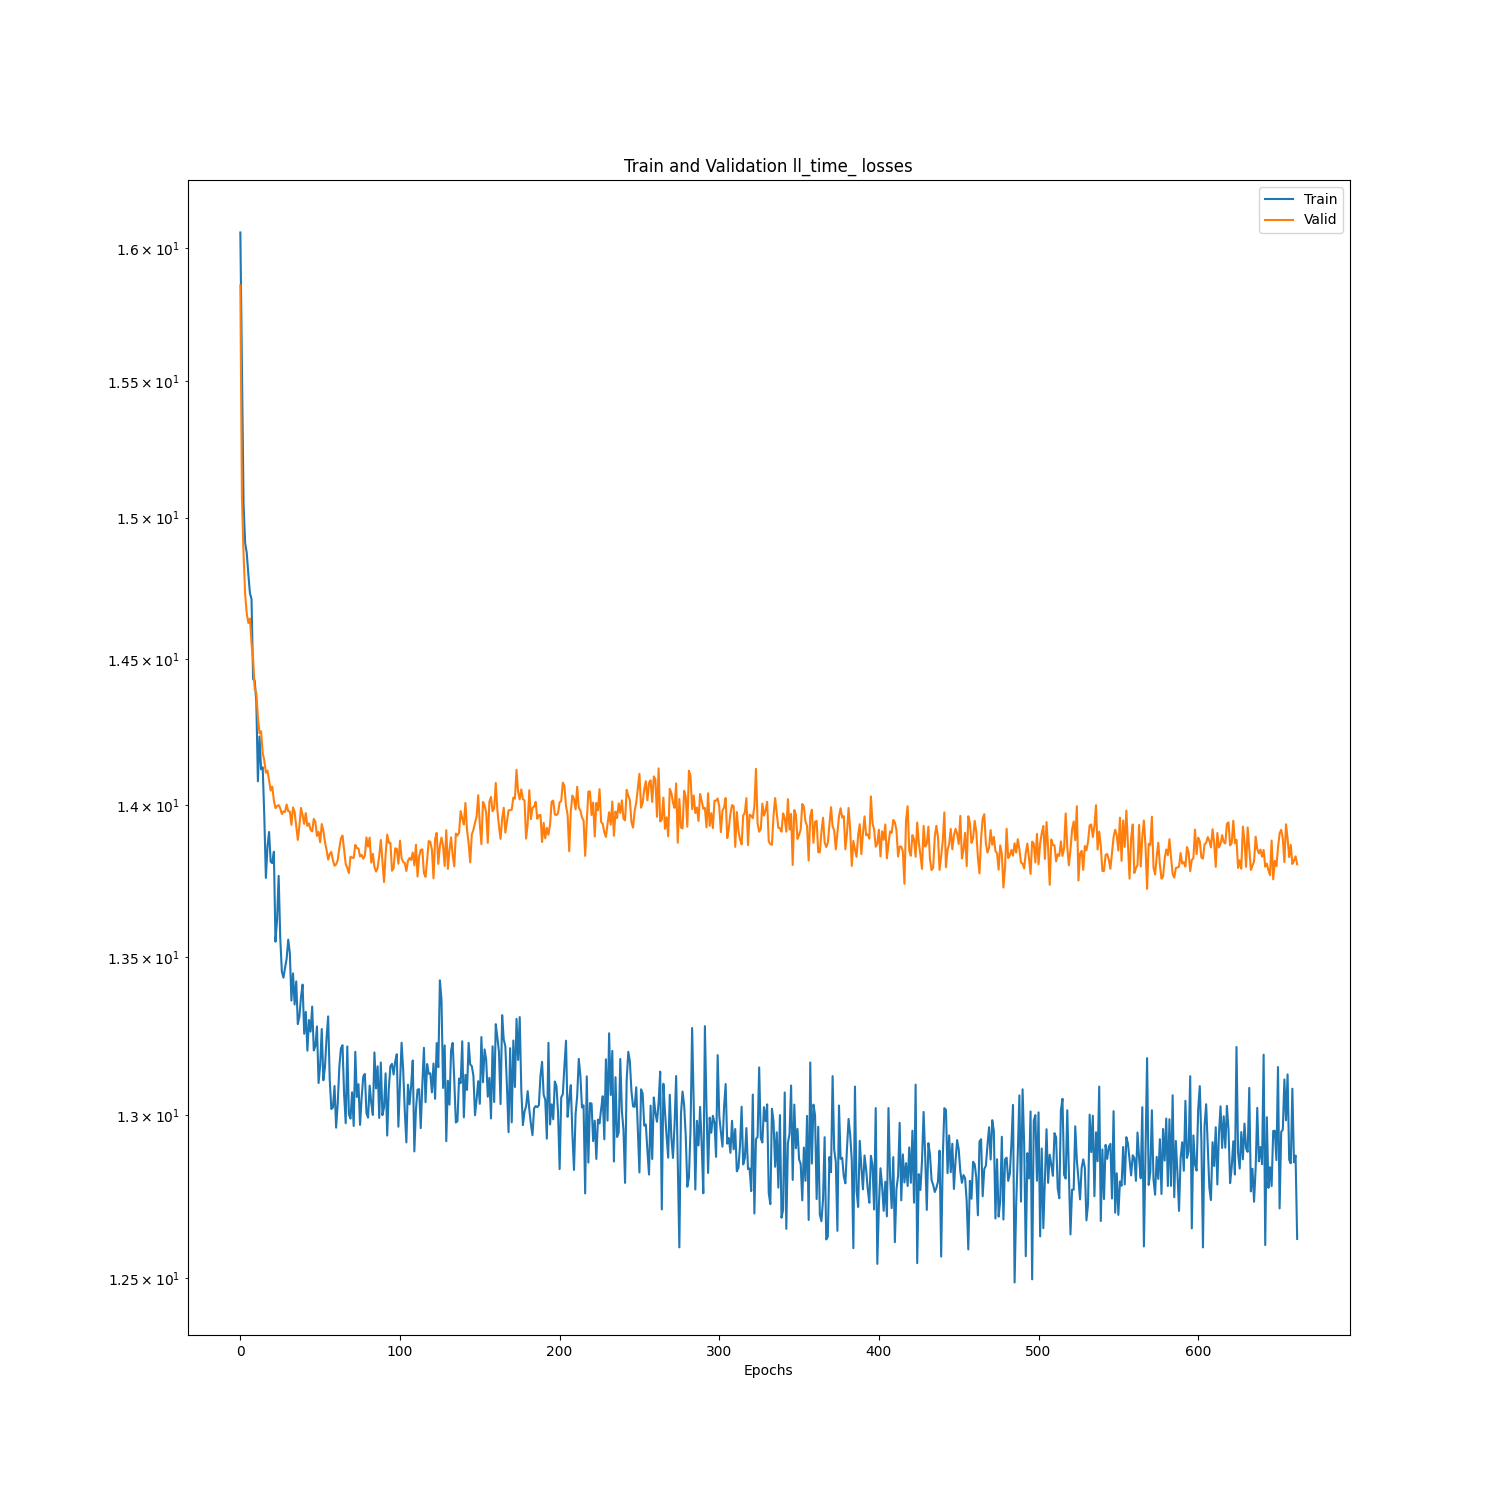 Train and Validation ll_time_ losses
Train
Valid
1.6 × 10¹
1.55 × 10¹
1.5 × 10¹
1.45 × 10¹
1.4 × 10¹
1.35 × 10¹
1.3 × 10¹
1.25 × 10¹
0 100 200 300 400 500 600
Epochs